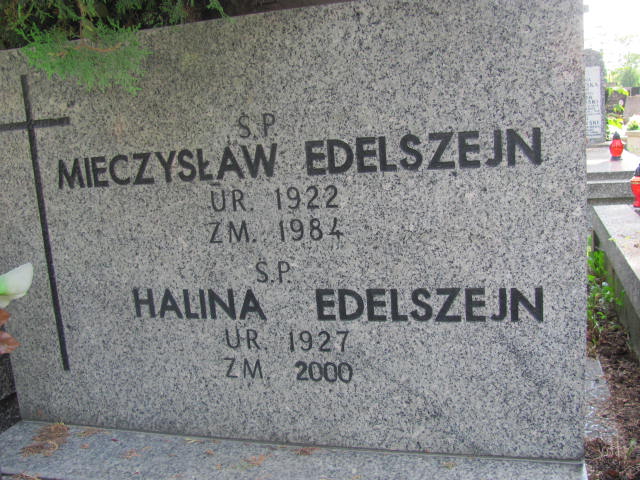 Ś.P.
MIECZYSŁAW EDELSZEJN
UR. 1922
ZM. 1984
Ś.P.
HALINA EDELSZEJN
UR. 1927
ZM. 2000